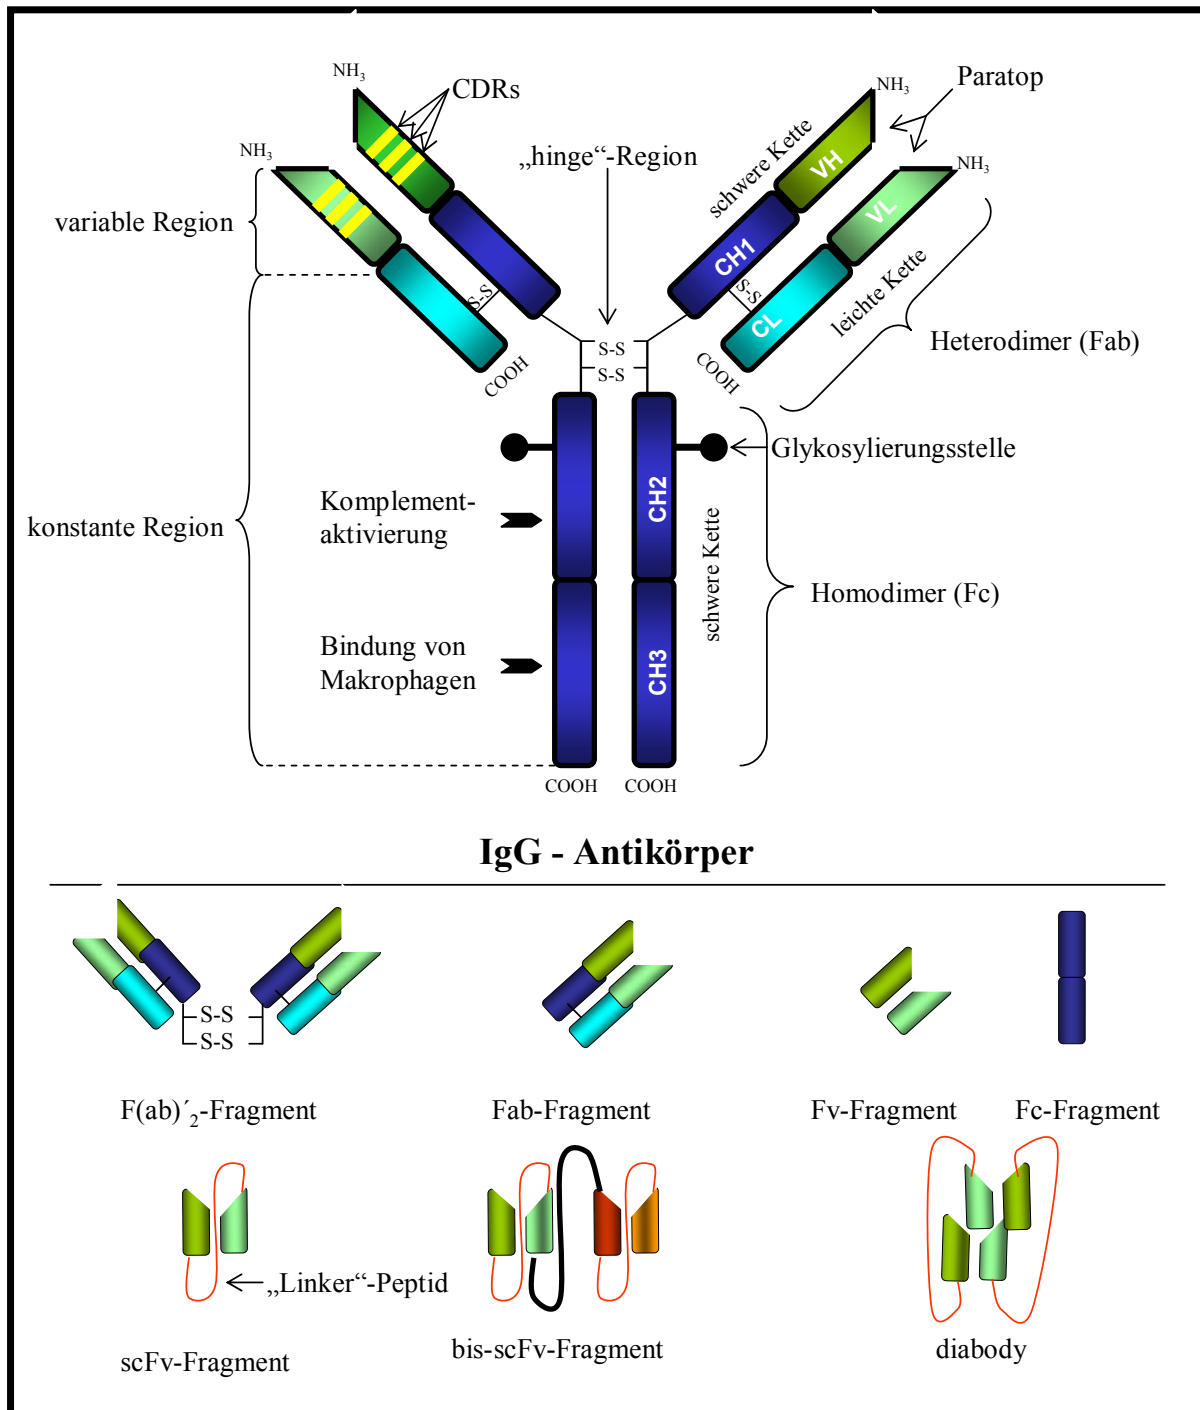 NH3
CDRs
NH3
Paratop
„hinge“-Region
schwere Kette
VH
NH3
NH3
variable Region
VL
CH1
S-S
S-S
CL
leichte Kette
Heterodimer (Fab)
S-S
S-S
COOH
COOH
Glykosylierungsstelle
CH2
Komplement-
aktivierung
konstante Region
schwere Kette
Homodimer (Fc)
Bindung von
Makrophagen
CH3
COOH
COOH
IgG - Antikörper
S-S
S-S
F(ab)´2-Fragment
Fab-Fragment
Fv-Fragment
Fc-Fragment
„Linker“-Peptid
scFv-Fragment
bis-scFv-Fragment
diabody